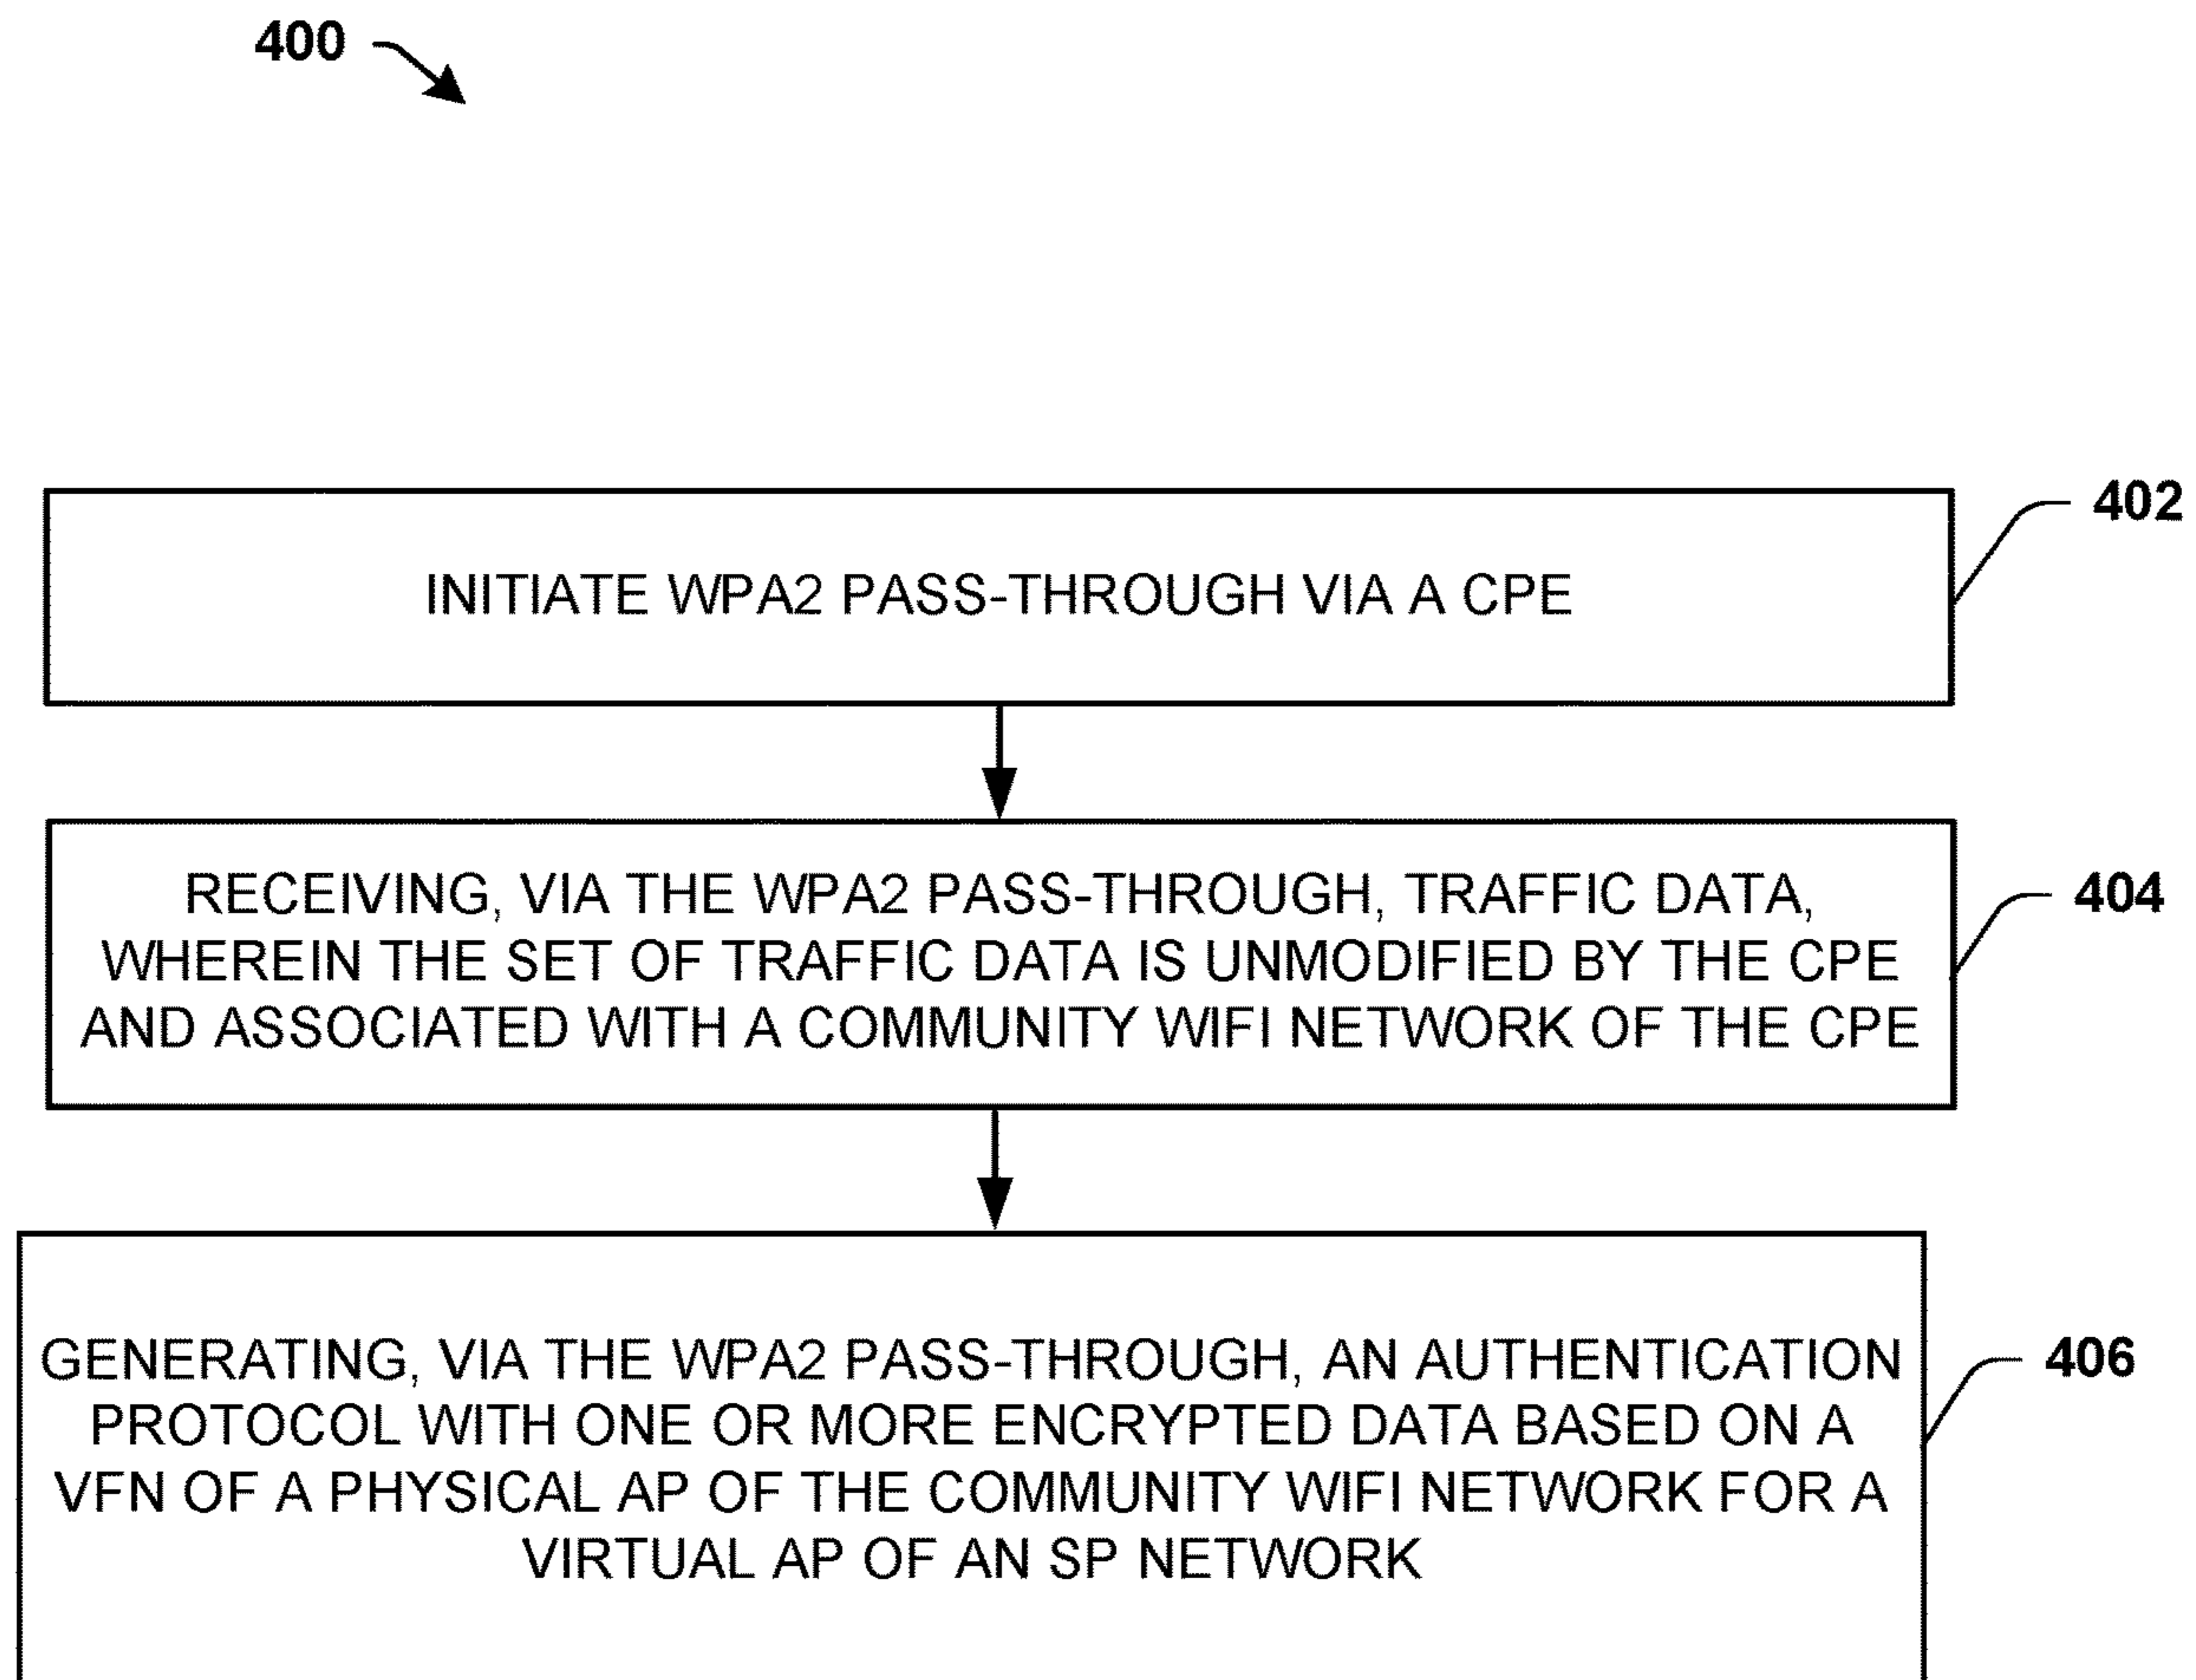 400
402
INITIATE WPA2 PASS-THROUGH VIA A CPE
RECEIVING, VIA THE WPA2 PASS-THROUGH, TRAFFIC DATA,
WHEREIN THE SET OF TRAFFIC DATA IS UNMODIFIED BY THE CPE
AND ASSOCIATED WITH A COMMUNITY WIFI NETWORK OF THE CPE
404
GENERATING, VIA THE WPA2 PASS-THROUGH, AN AUTHENTICATION
PROTOCOL WITH ONE OR MORE ENCRYPTED DATA BASED ON A
VFN OF A PHYSICAL AP OF THE COMMUNITY WIFI NETWORK FOR A
VIRTUAL AP OF AN SP NETWORK
406